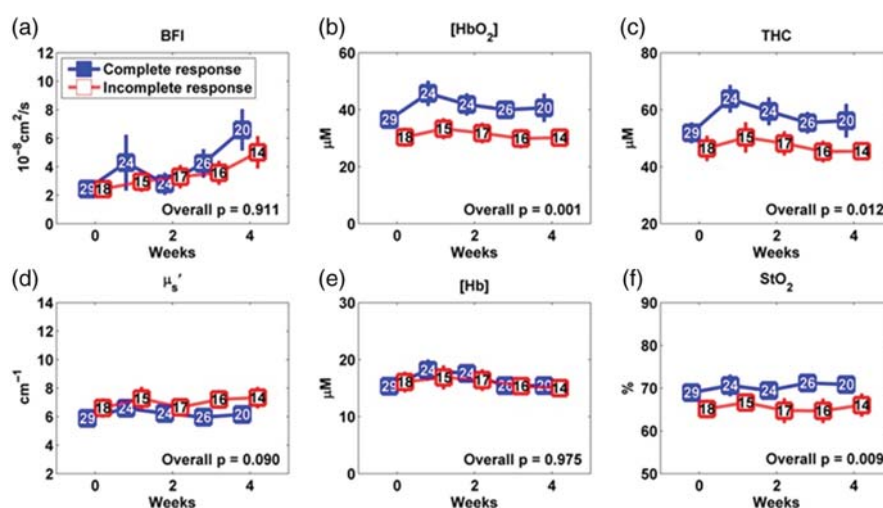 (a) BFI
(b) [HbO2]
(c) THC
12
10
8
6
4
2
0
10⁻⁸cm²/s
Complete response
Incomplete response
29 18 24 15 24 17 26 16 20 14
Overall p = 0.911
0 2 4
Weeks
60
40
20
0
μM
36 18 24 15 24 17 26 16 20 14
Overall p = 0.001
0 2 4
Weeks
80
60
40
20
μM
29 18 24 15 24 17 26 16 20 14
Overall p = 0.012
0 2 4
Weeks
(d) μs′
(e) [Hb]
(f) StO2
14
12
10
8
6
4
2
cm⁻¹
29 18 24 15 24 17 26 16 20 14
Overall p = 0.090
0 2 4
Weeks
30
20
10
0
μM
29 18 24 15 24 17 26 16 20 14
Overall p = 0.975
0 2 4
Weeks
90
80
70
60
50
%
29 18 24 15 24 17 26 16 20 14
Overall p = 0.009
0 2 4
Weeks